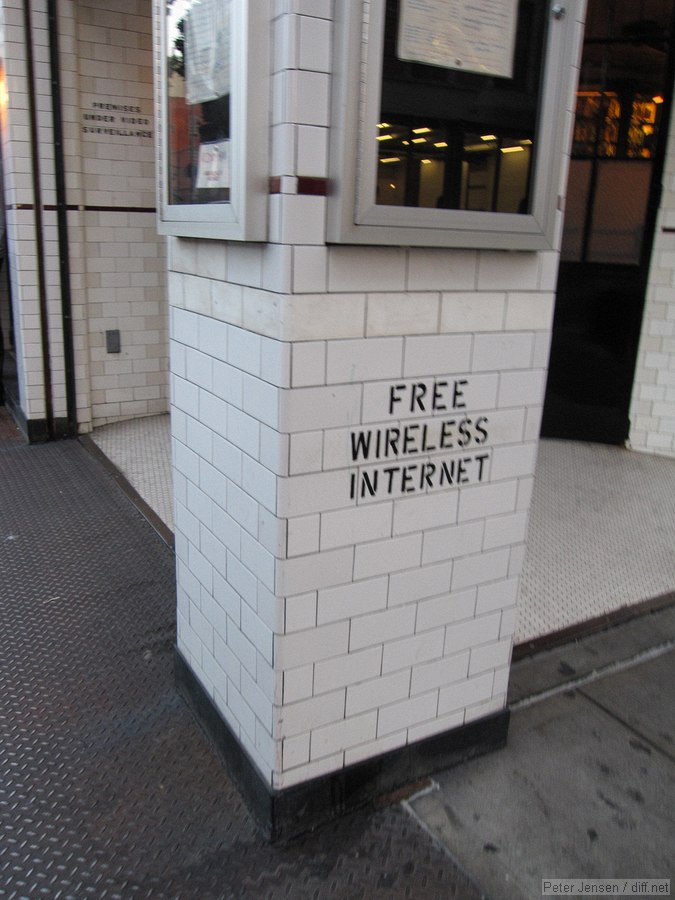 PREMISES
UNDER VIDEO
SURVEILLANCE
FREE
WIRELESS
INTERNET
Peter Jensen / diff.net